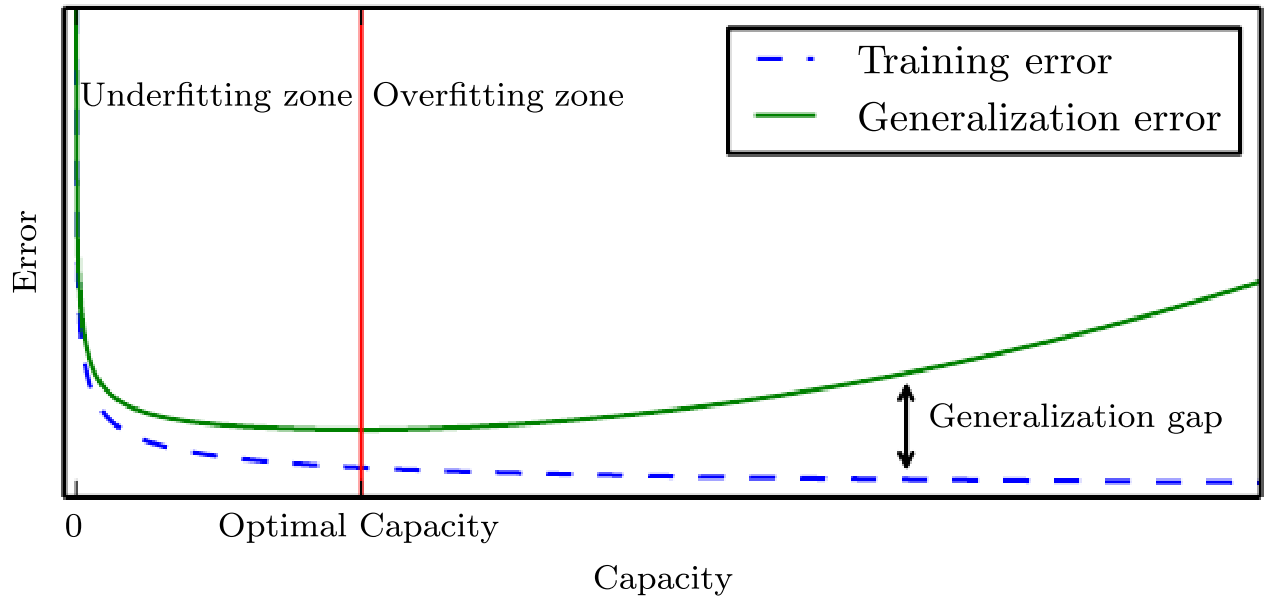 Training error
Generalization error
Underfitting zone
Overfitting zone
Error
Generalization gap
0
Optimal Capacity
Capacity